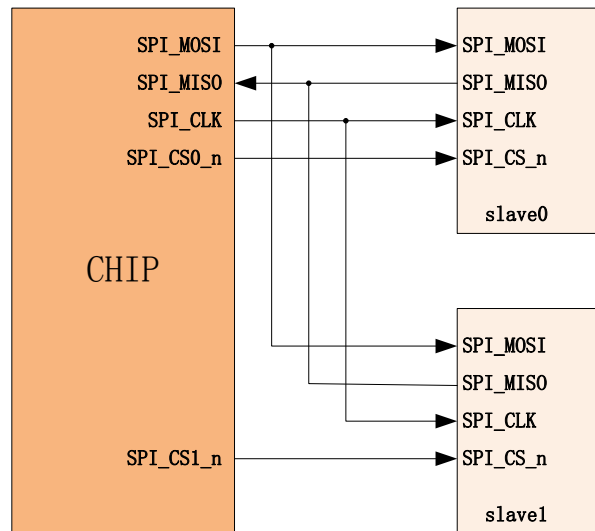 SPI_MOSI
SPI_MISO
SPI_CLK
SPI_CS0_n
CHIP
SPI_CS1_n
SPI_MOSI
SPI_MISO
SPI_CLK
SPI_CS_n
slave0
SPI_MOSI
SPI_MISO
SPI_CLK
SPI_CS_n
slave1